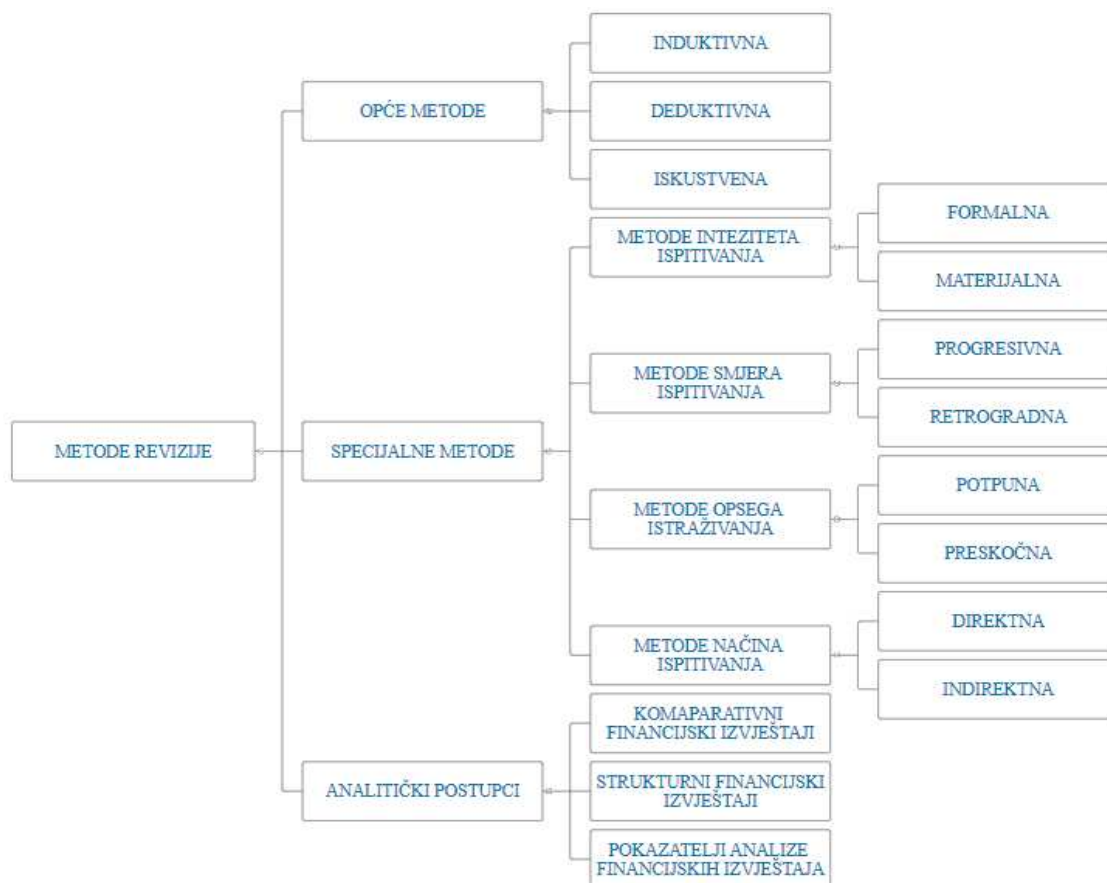 METODE REVIZIJE
OPĆE METODE
INDUKTIVNA
DEDUKTIVNA
ISKUSTVENA
SPECIJALNE METODE
METODE INTEZITETA
ISPITIVANJA
FORMALNA
MATERIJALNA
METODE SMJERA
ISPITIVANJA
PROGRESIVNA
RETROGRADNA
METODE OPSEGA
ISTRAŽIVANJA
POTPUNA
PRESKOČNA
METODE NAČINA
ISPITIVANJA
DIREKTNA
INDIREKTNA
ANALITIČKI POSTUPCI
KOMAPARATIVNI
FINANCIJSKI IZVJEŠTAJI
STRUKTURNI FINANCIJSKI
IZVJEŠTAJI
POKAZATELJI ANALIZE
FINANCIJSKIH IZVJEŠTAJA